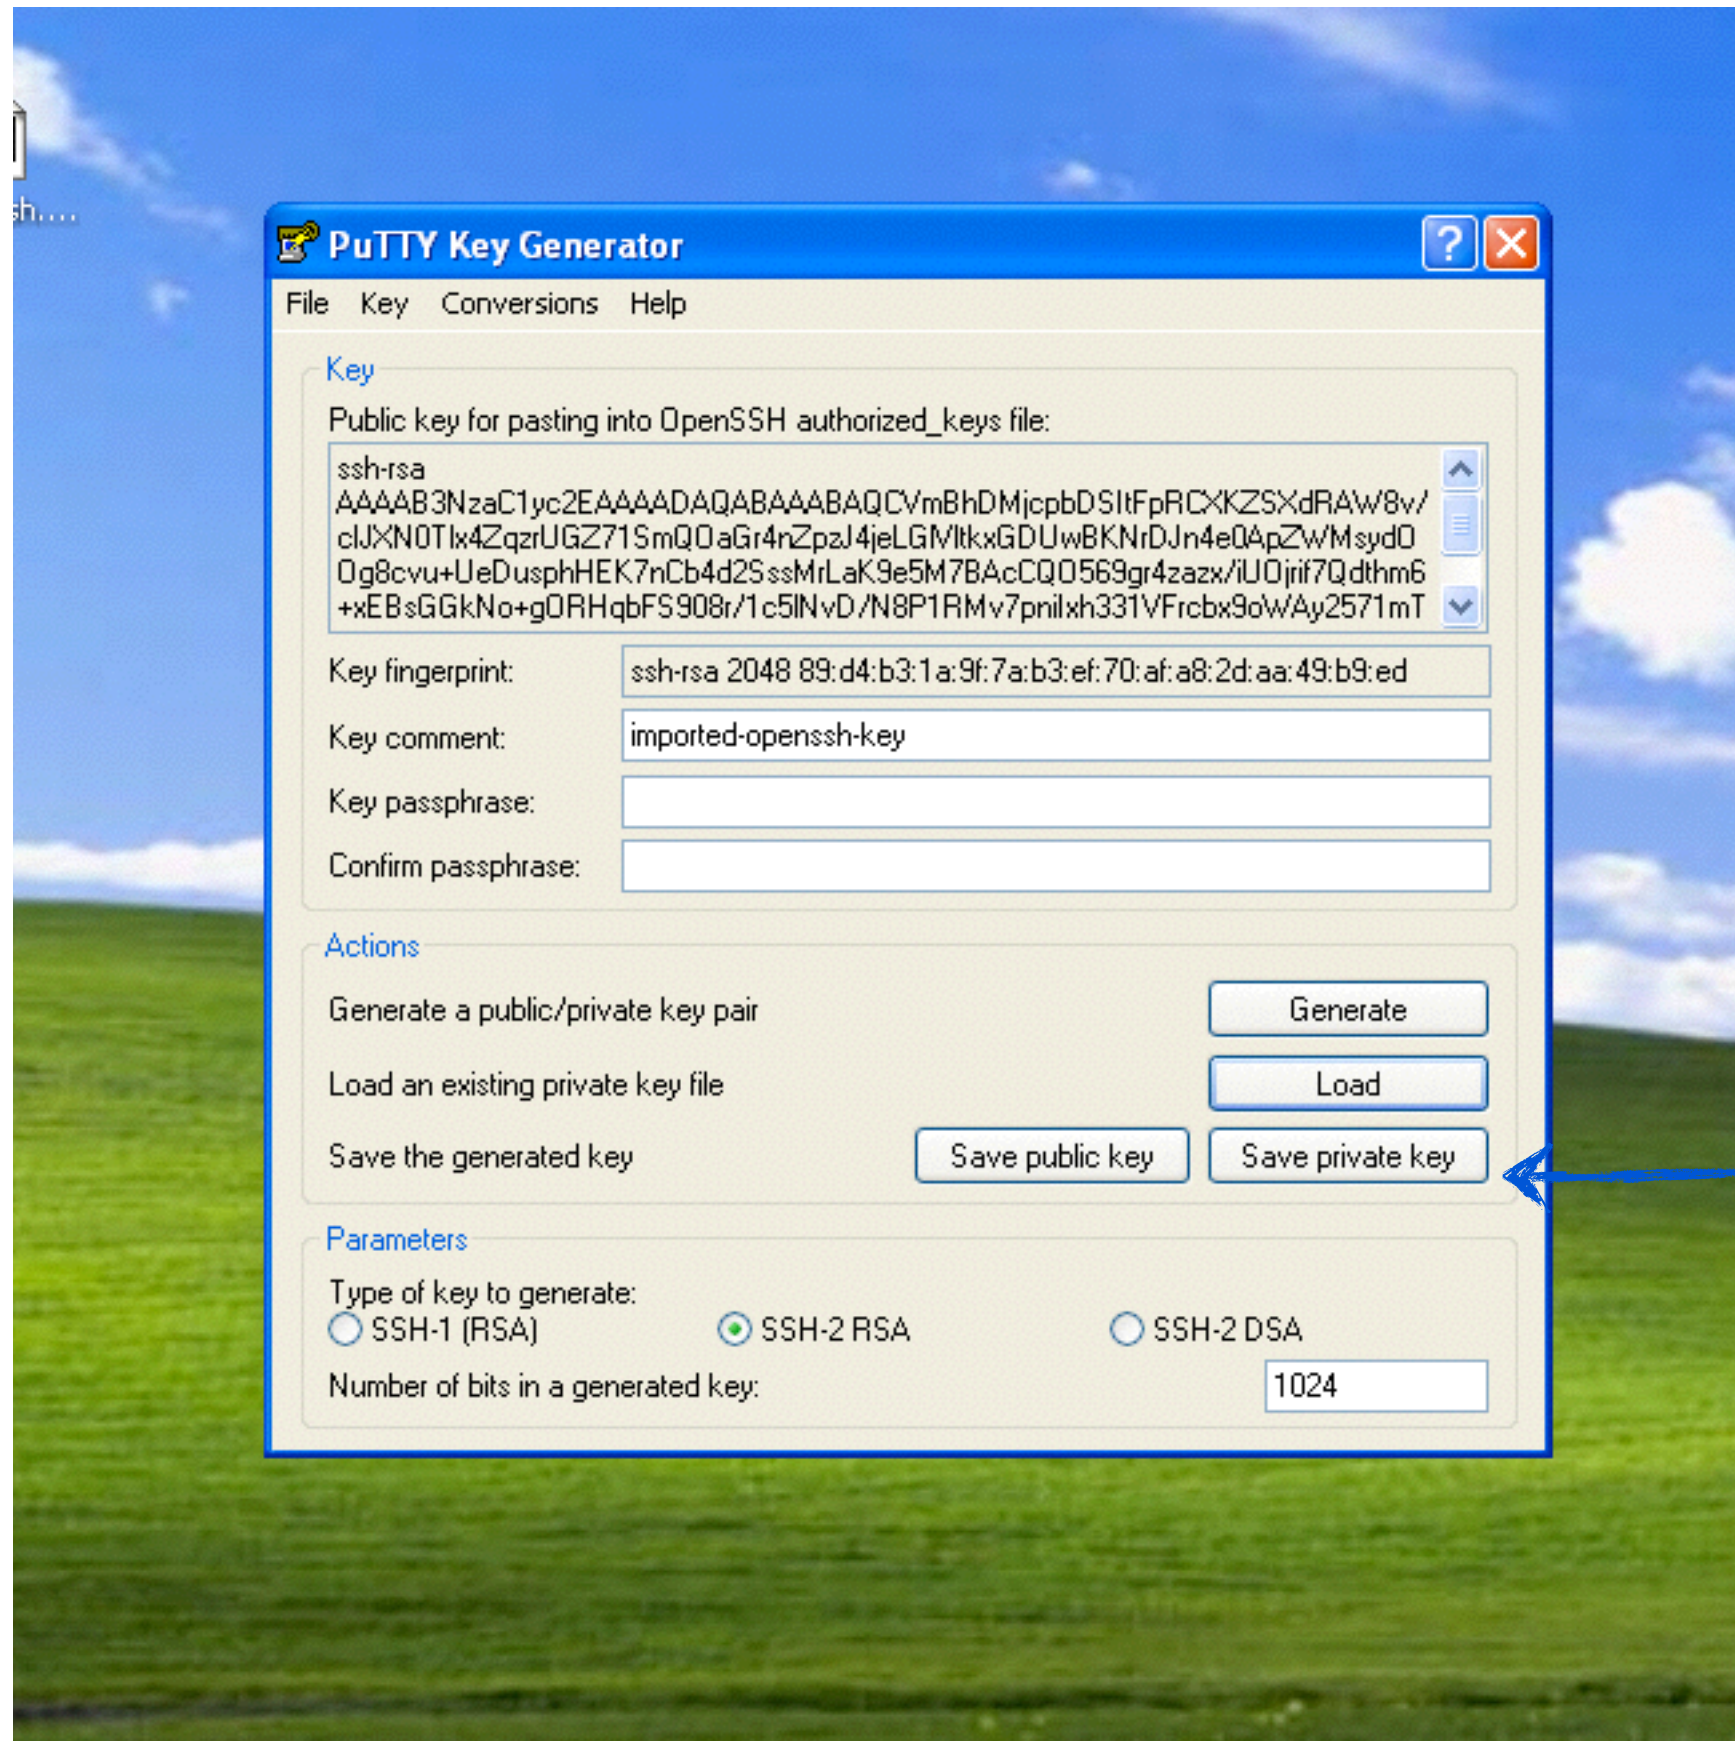 sh....
PuTTY Key Generator
File Key Conversions Help
Key
Public key for pasting into OpenSSH authorized_keys file:
ssh-rsa
AAAAB3NzaC1yc2EAAAADAQABAAABAQCVmBhDMjcpbDSItFpRCXKZSXdRAW8v/
clJXN0TIx4ZqzrUGZ71SmQOaGr4nZpzJ4jeLGMItkxGDUwBKNrDJn4e0ApZWMsydO
Og8cvu+UeDusphHEK7nCb4d2SssMrLaK9e5M7BAcCQO569gr4zazx/iUOjrif7Qdthm6
+xEBsGGkNo+gORHqbFS908r/1c5lNvD/N8P1RMv7pnilxh331VFrcbx9oWAy2571mT
Key fingerprint: ssh-rsa 2048 89:d4:b3:1a:9f:7a:b3:ef:70:af:a8:2d:aa:49:b9:ed
Key comment: imported-openssh-key
Key passphrase:
Confirm passphrase:
Actions
Generate a public/private key pair Generate
Load an existing private key file Load
Save the generated key Save public key Save private key
Parameters
Type of key to generate:
SSH-1 (RSA) SSH-2 RSA SSH-2 DSA
Number of bits in a generated key: 1024